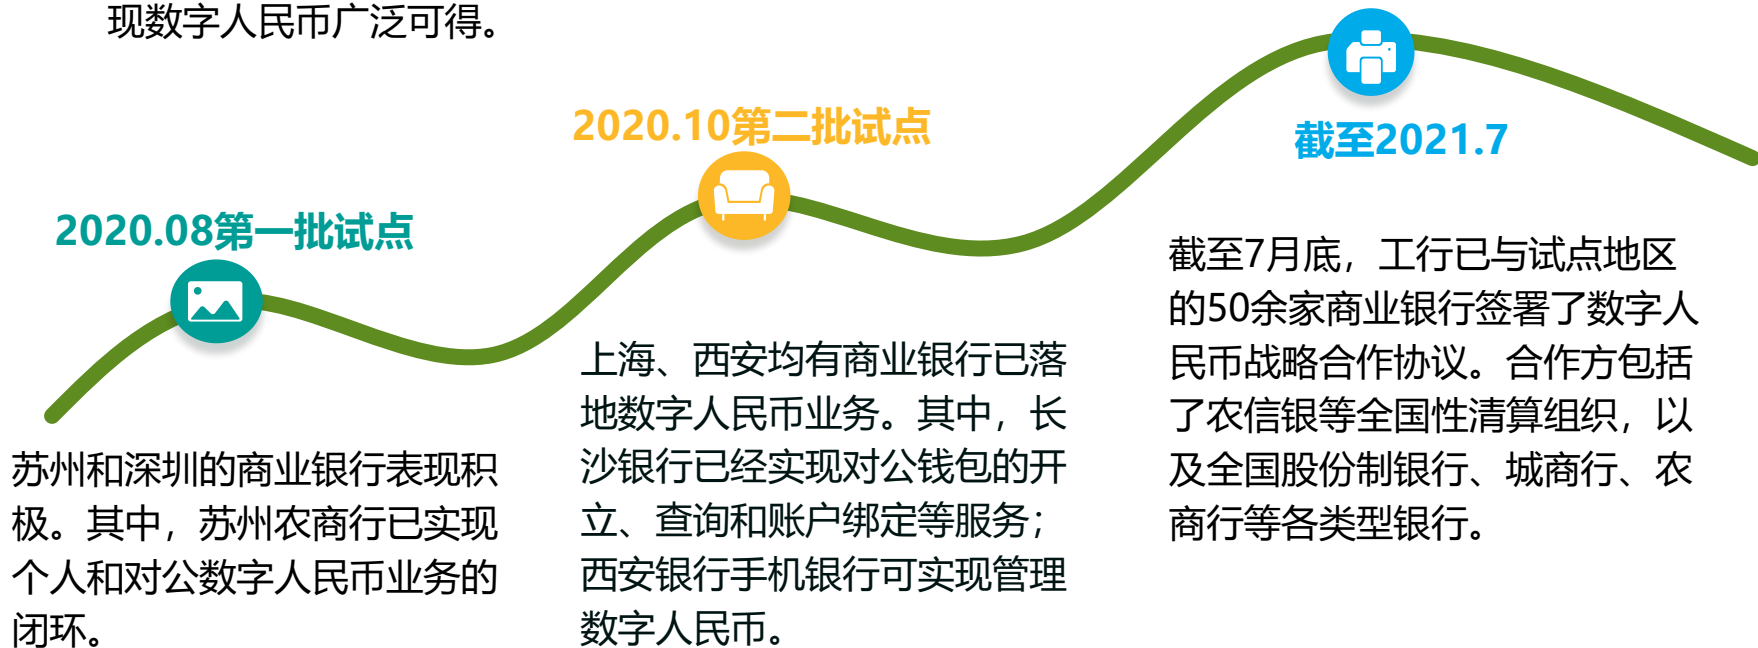 现数字人民币广泛可得。
2020.08第一批试点
苏州和深圳的商业银行表现积
极。其中，苏州农商行已实现
个人和对公数字人民币业务的
闭环。
2020.10第二批试点
上海、西安均有商业银行已落
地数字人民币业务。其中，长
沙银行已经实现对公钱包的开
立、查询和账户绑定等服务；
西安银行手机银行可实现管理
数字人民币。
截至2021.7
截至7月底，工行已与试点地区
的50余家商业银行签署了数字人
民币战略合作协议。合作方包括
了农信银等全国性清算组织，以
及全国股份制银行、城商行、农
商行等各类型银行。